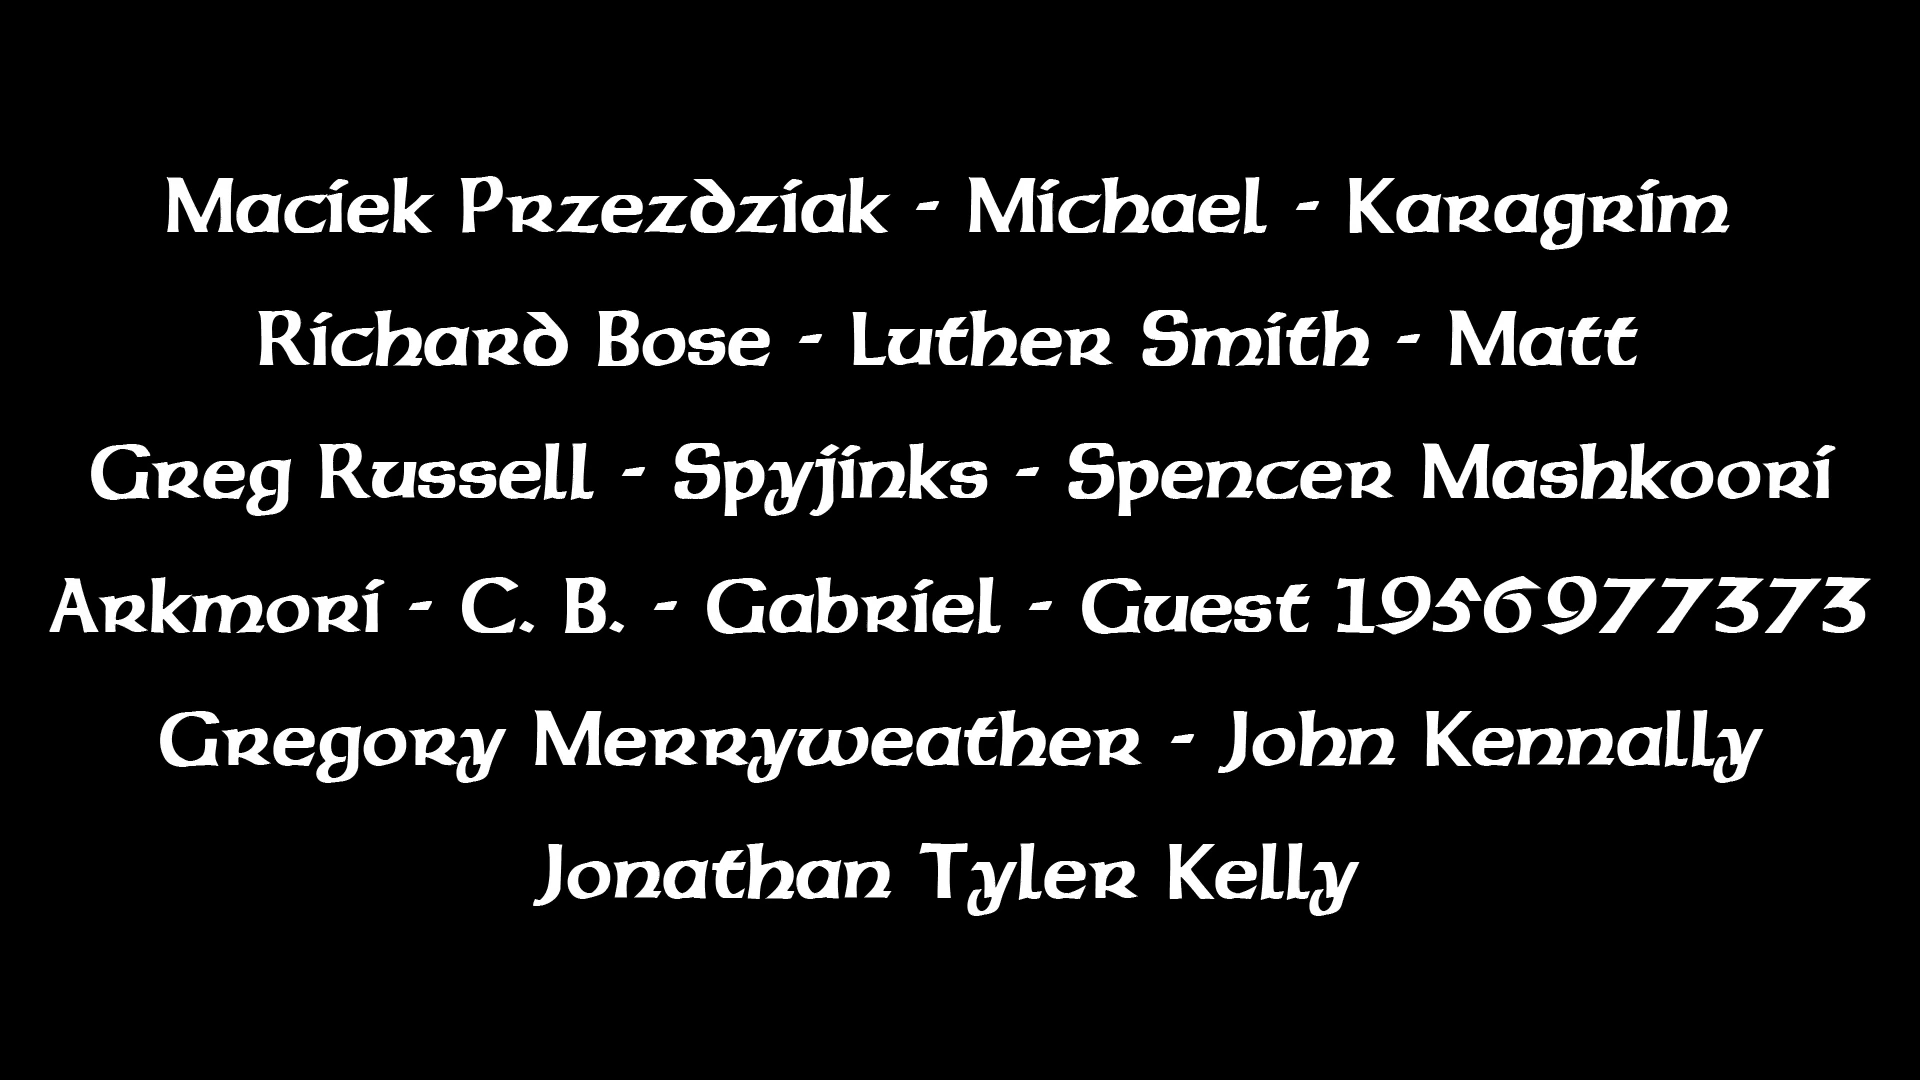 Maciek Przezdziak - Michael - Karagrim
Richard Bose - Luther Smith - Matt
Greg Russell - Spyjinks - Spencer Mashkoori
Arkmori - C. B. - Gabriel - Guest 1956977373
Gregory Merryweather - John Kennally
Jonathan Tyler Kelly